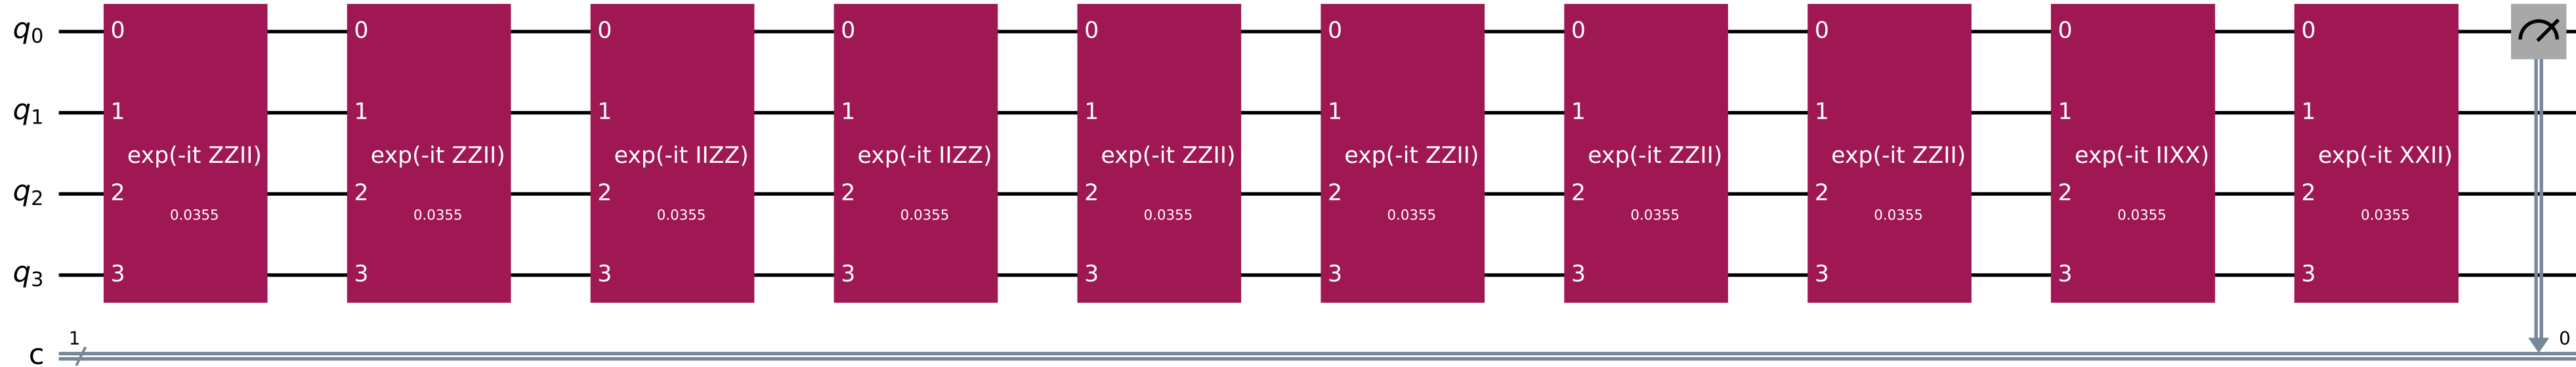 q0 0 0 0 0 0 0 0 0 0 0
q1 1 1 1 1 1 1 1 1 1 1
exp(-it ZZII) exp(-it ZZII) exp(-it IIZZ) exp(-it IIZZ) exp(-it ZZII) exp(-it ZZII) exp(-it ZZII) exp(-it ZZII) exp(-it IIXX) exp(-it XXII)
q2 2 2 2 2 2 2 2 2 2 2
0.0355 0.0355 0.0355 0.0355 0.0355 0.0355 0.0355 0.0355 0.0355 0.0355
q3 3 3 3 3 3 3 3 3 3 3
1 0
c